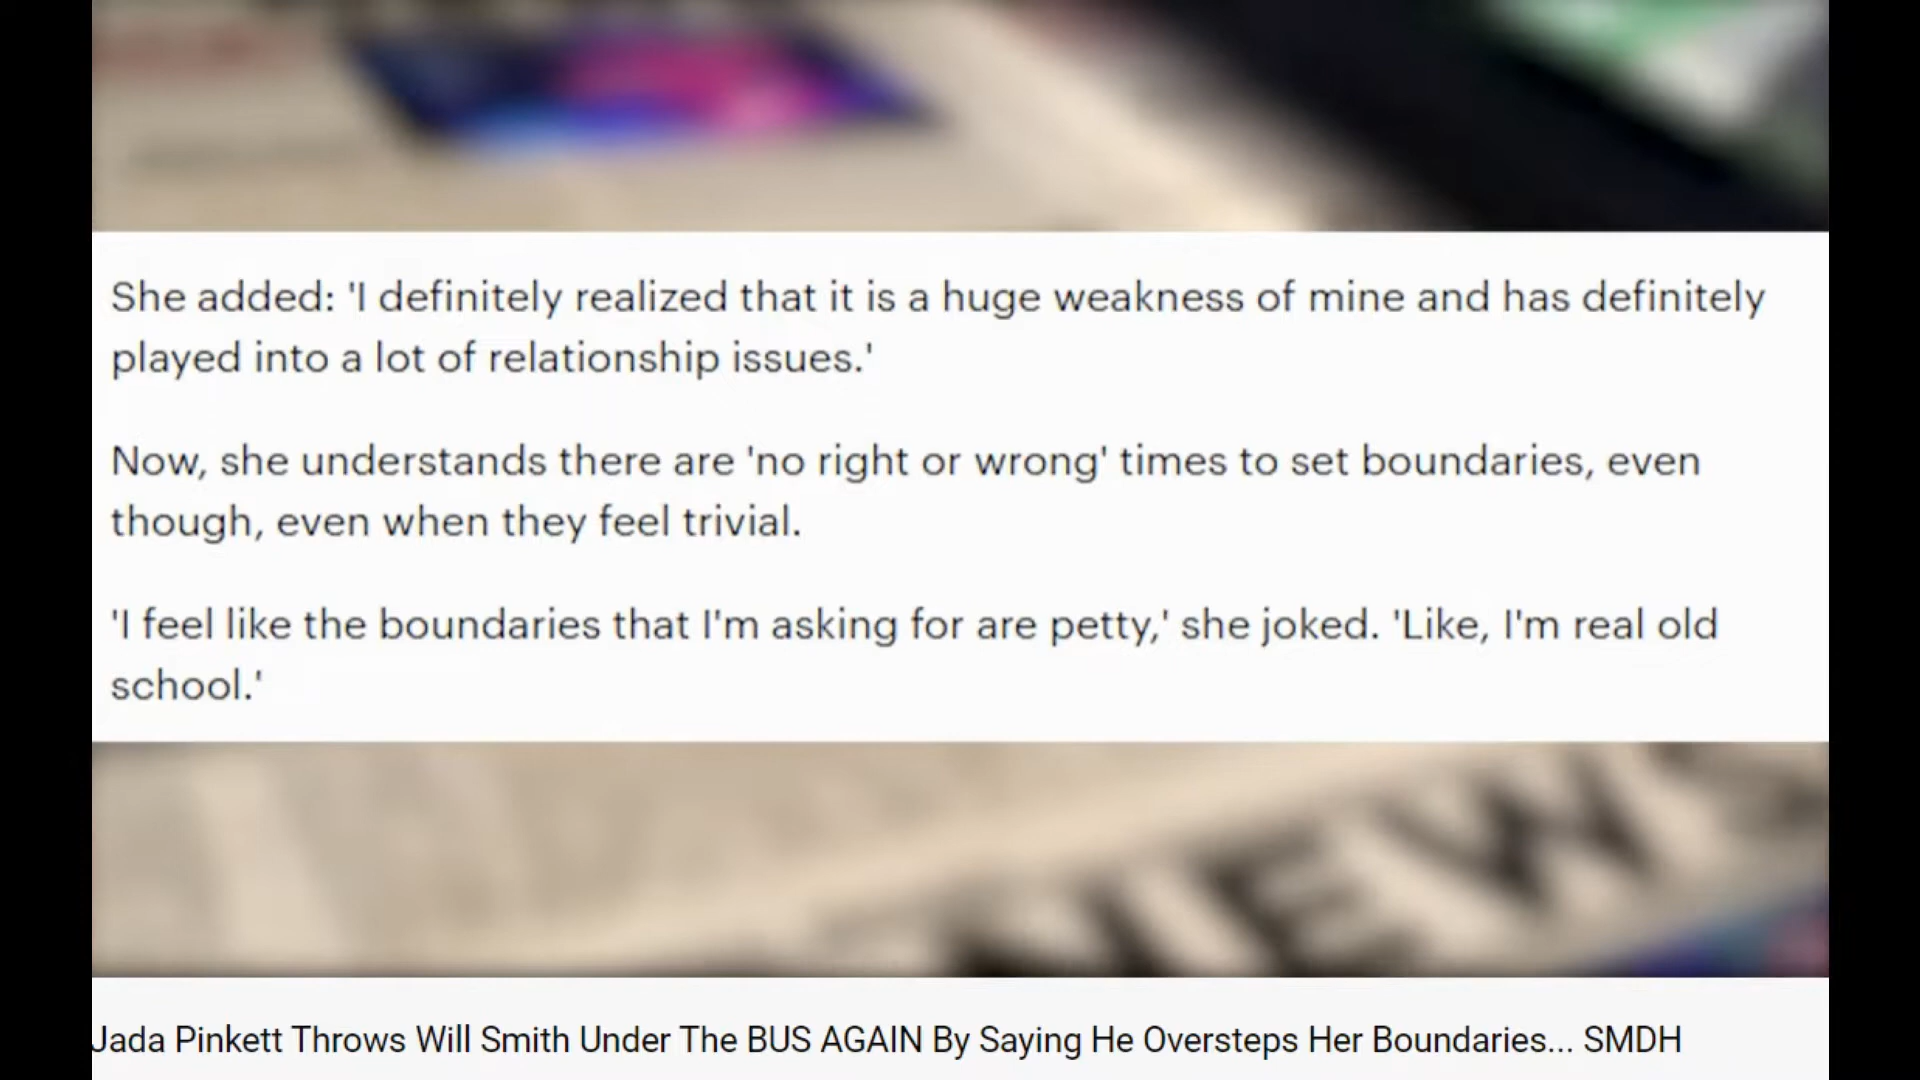 She added: 'I definitely realized that it is a huge weakness of mine and has definitely
played into a lot of relationship issues.'
Now, she understands there are 'no right or wrong' times to set boundaries, even
though, even when they feel trivial.
'I feel like the boundaries that I'm asking for are petty,' she joked. 'Like, I'm real old
school.'
NEWS
Jada Pinkett Throws Will Smith Under The BUS AGAIN By Saying He Oversteps Her Boundaries... SMDH